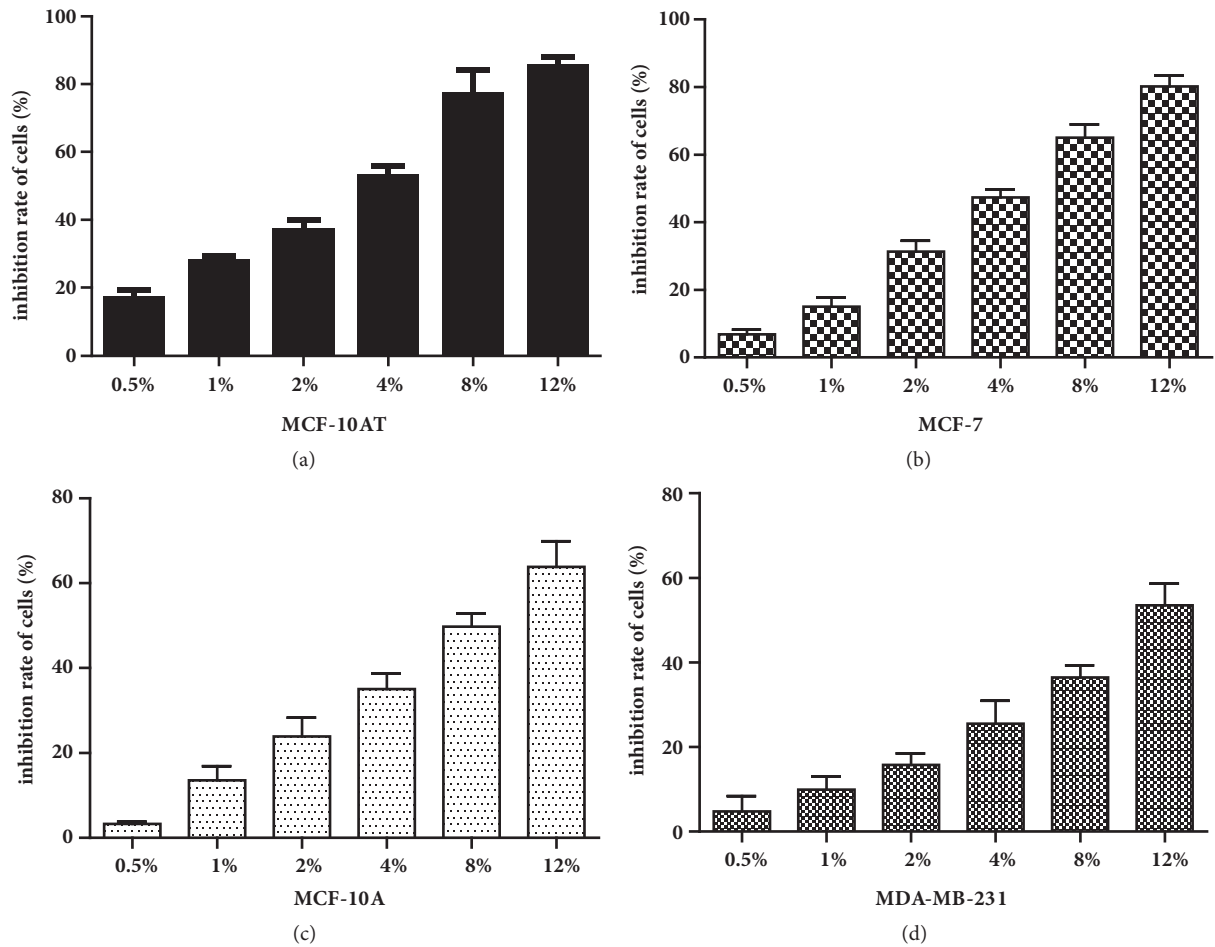 inhibition rate of cells (%)
100
80
60
40
20
0
0.5% 1% 2% 4% 8% 12%
MCF-10AT
(a)
inhibition rate of cells (%)
100
80
60
40
20
0
0.5% 1% 2% 4% 8% 12%
MCF-7
(b)
inhibition rate of cells (%)
80
60
40
20
0
0.5% 1% 2% 4% 8% 12%
MCF-10A
(c)
inhibition rate of cells (%)
80
60
40
20
0
0.5% 1% 2% 4% 8% 12%
MDA-MB-231
(d)